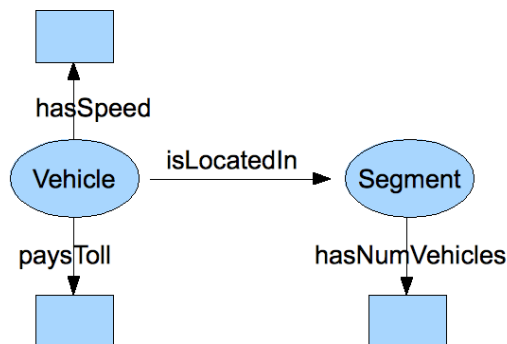 hasSpeed
isLocatedIn
Vehicle
Segment
paysToll
hasNumVehicles